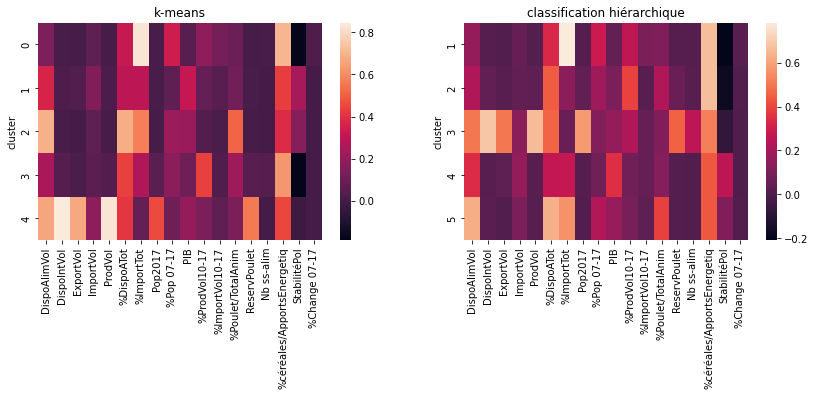 k-means
cluster
0
1
2
3
4
DispoAlimVol
DispoIntVol
ExportVol
ImportVol
ProdVol
%DispoATot
%ImportTot
Pop2017
%Pop 07-17
PIB
%ProdVol10-17
%ImportVol10-17
%Poulet/TotalAnim
ReservPoulet
Nb ss-alim
%céréales/ApportsEnergetiq
StabilitéPol
%Change 07-17
0.8
0.6
0.4
0.2
0.0
classification hiérarchique
cluster
1
2
3
4
5
DispoAlimVol
DispoIntVol
ExportVol
ImportVol
ProdVol
%DispoATot
%ImportTot
Pop2017
%Pop 07-17
PIB
%ProdVol10-17
%ImportVol10-17
%Poulet/TotalAnim
ReservPoulet
Nb ss-alim
%céréales/ApportsEnergetiq
StabilitéPol
%Change 07-17
0.6
0.4
0.2
0.0
−0.2